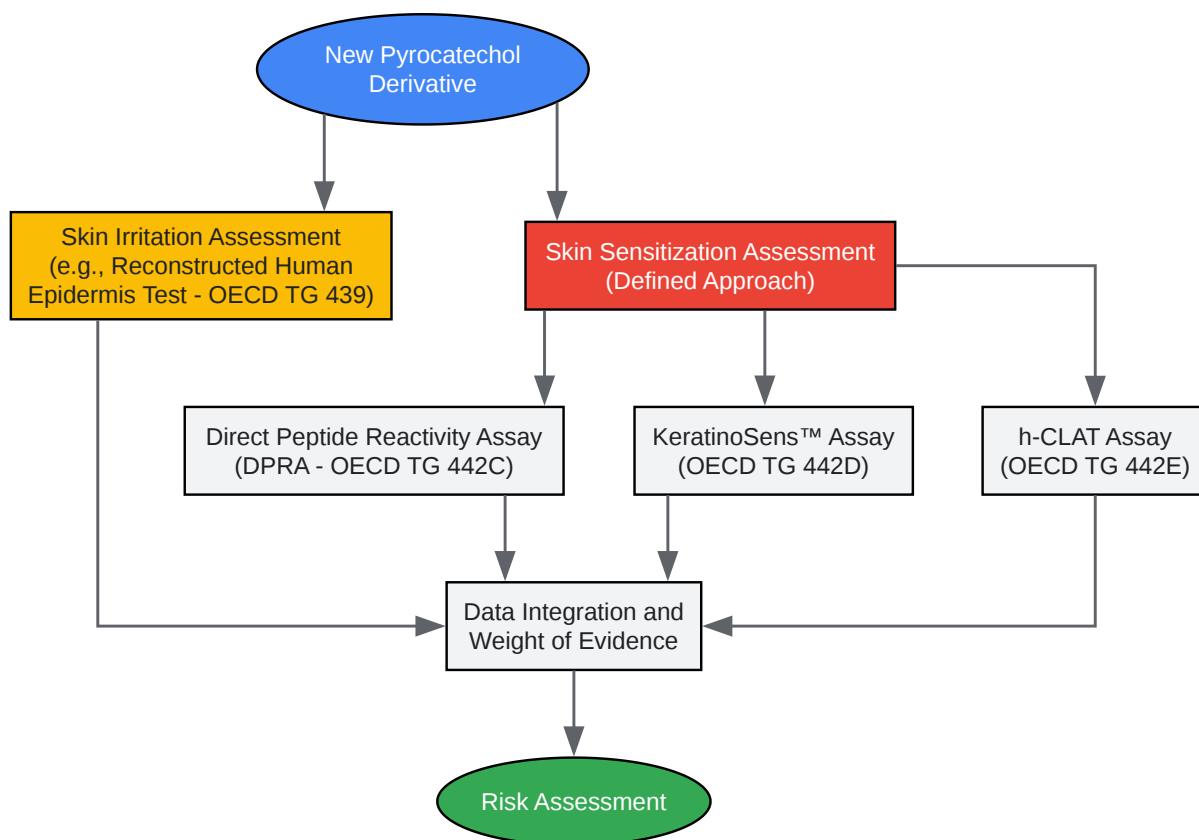 New Pyrocatechol
Derivative
Skin Irritation Assessment
(e.g., Reconstructed Human
Epidermis Test - OECD TG 439)
Skin Sensitization Assessment
(Defined Approach)
Direct Peptide Reactivity Assay
(DPRA - OECD TG 442C)
KeratinoSens™ Assay
(OECD TG 442D)
h-CLAT Assay
(OECD TG 442E)
Data Integration and
Weight of Evidence
Risk Assessment